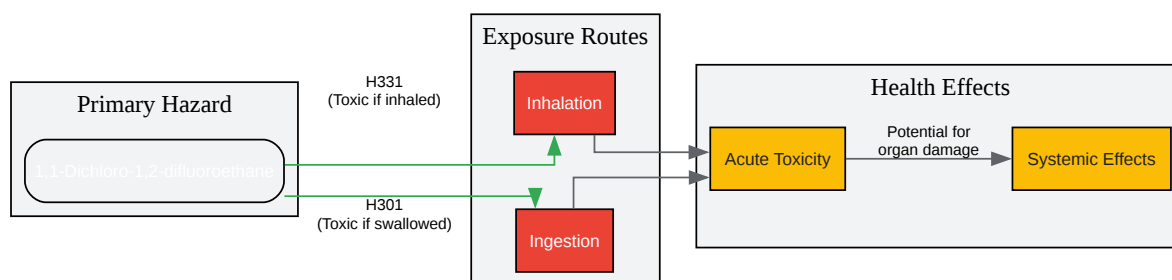 Primary Hazard
1,1-Dichloro-1,2-difluoroethane
H331
(Toxic if inhaled)
H301
(Toxic if swallowed)
Exposure Routes
Inhalation
Ingestion
Health Effects
Acute Toxicity
Potential for
organ damage
Systemic Effects